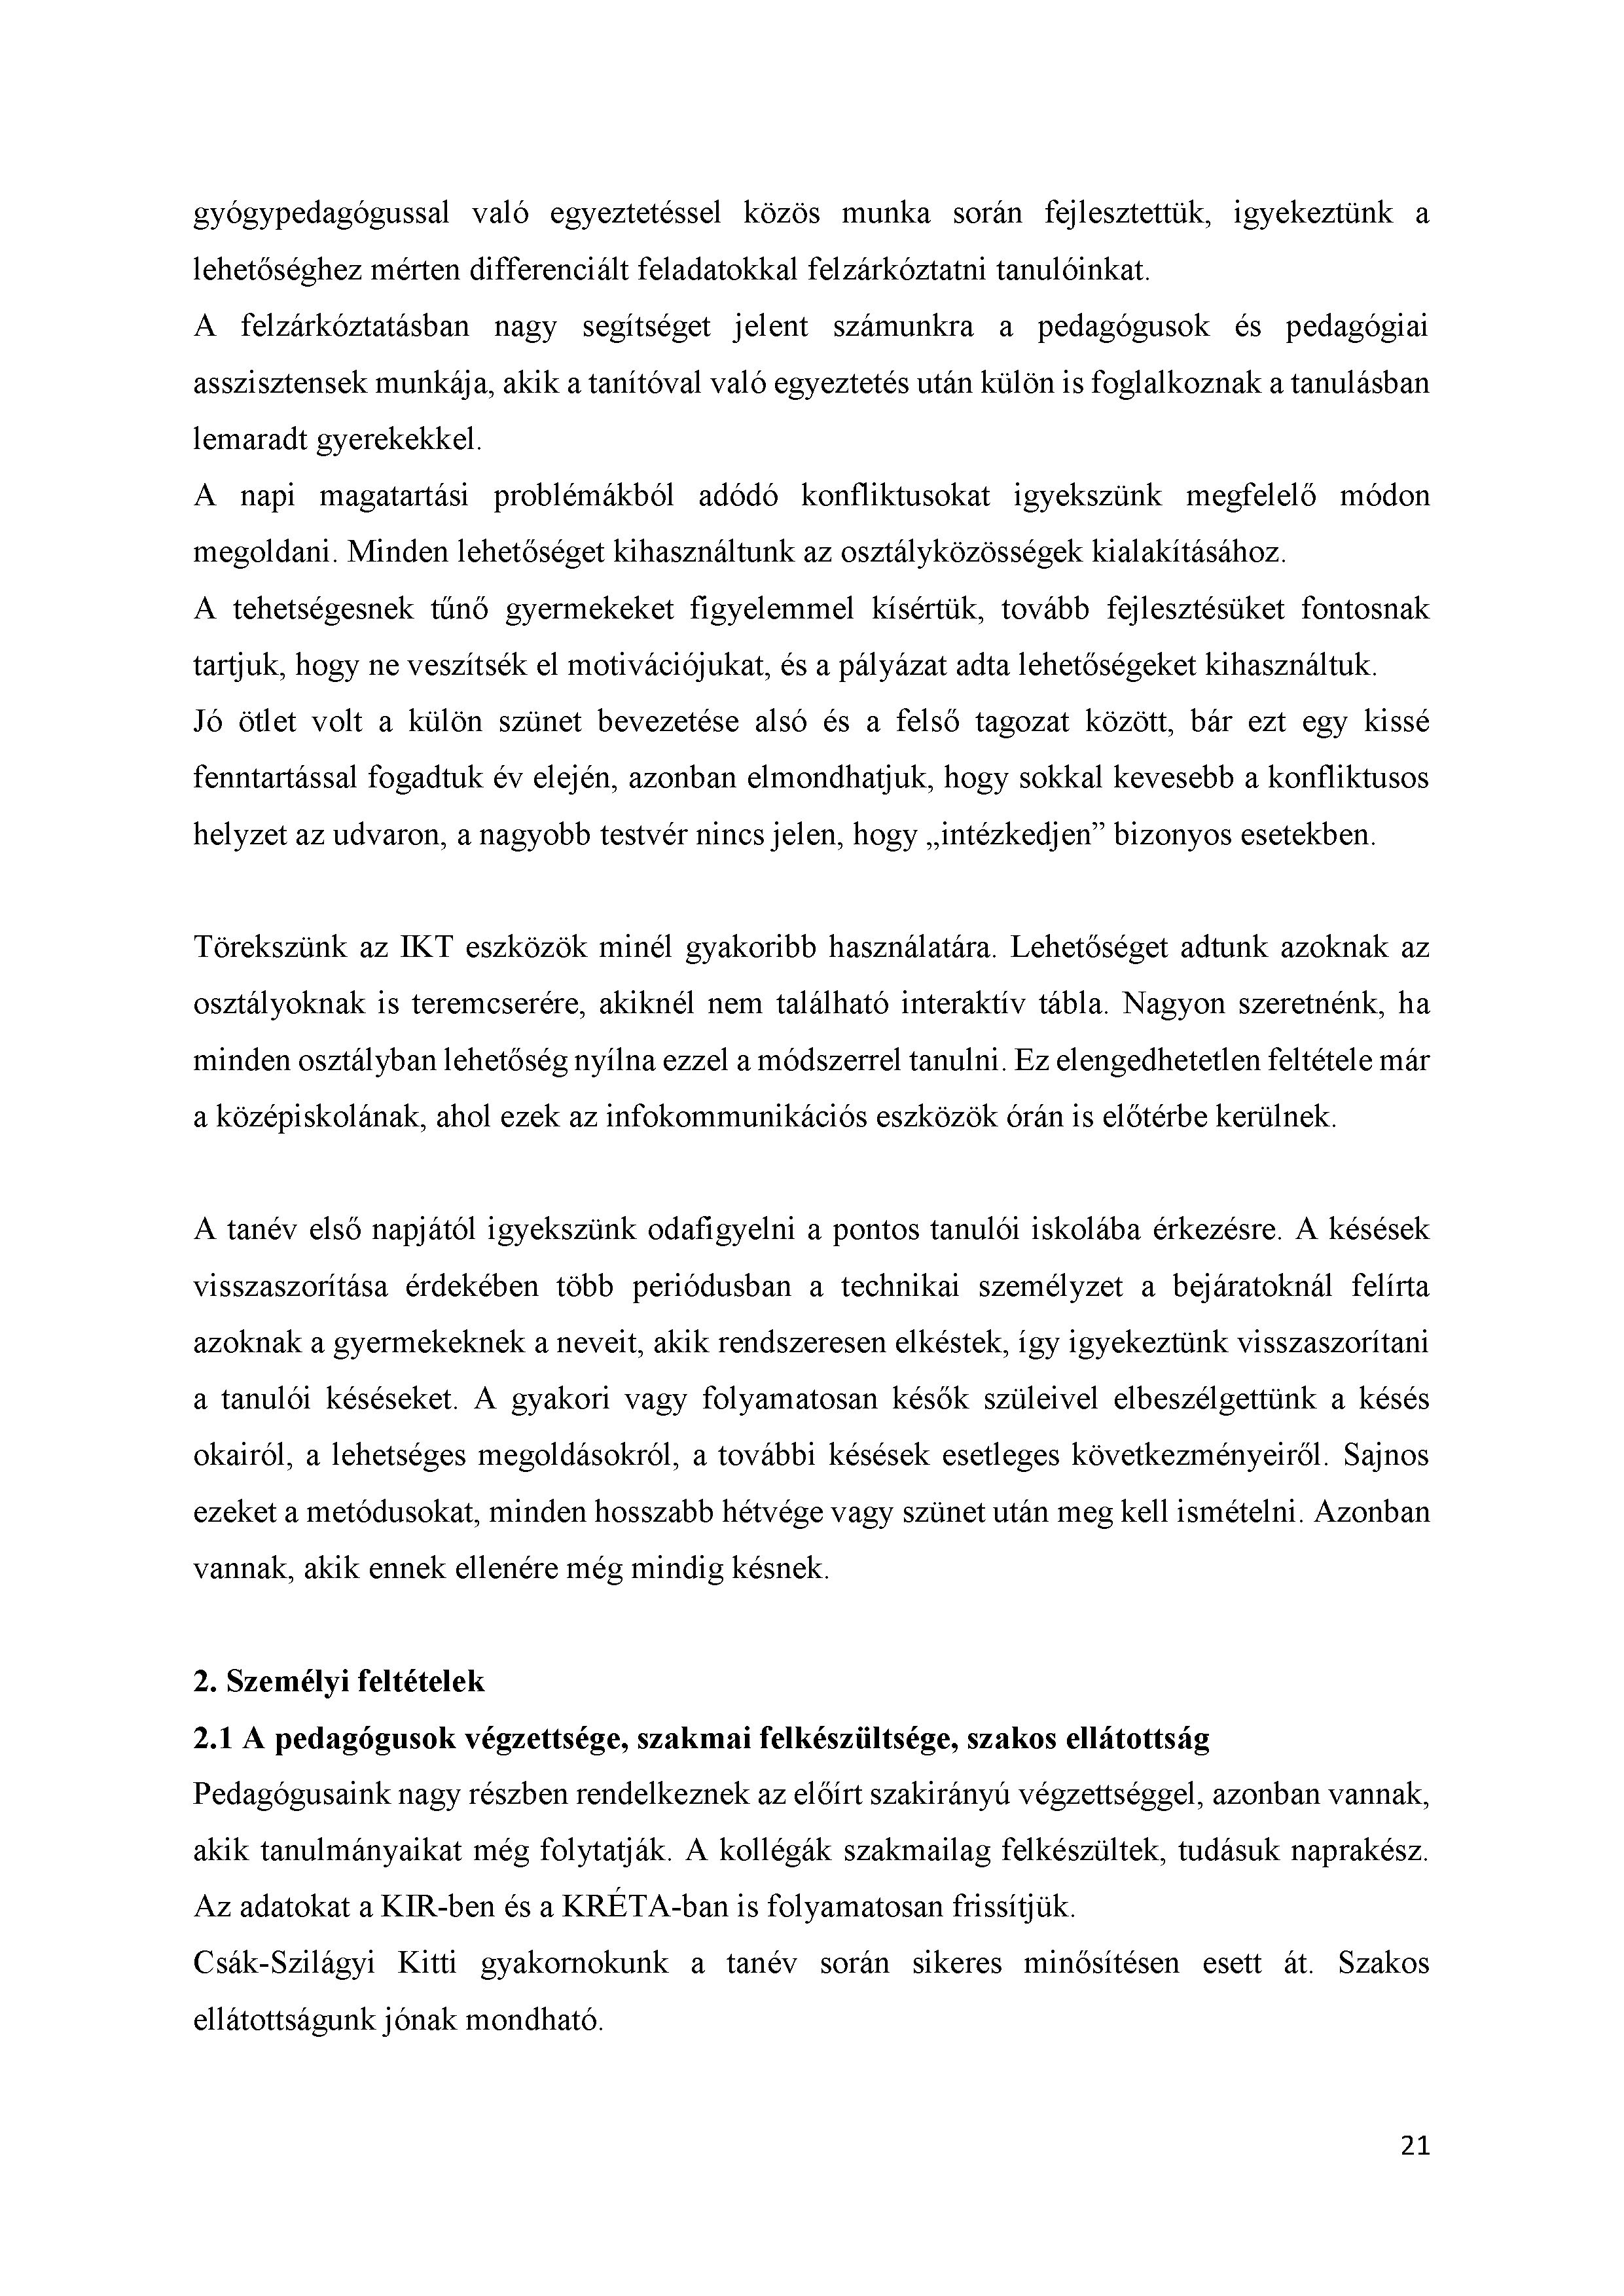 gyógypedagógussal való egyeztetéssel közös munka során fejlesztettük, igyekeztünk a
lehetőséghez mérten differenciált feladatokkal felzárkóztatni tanulóinkat.
A felzárkóztatásban nagy segítséget jelent számunkra a pedagógusok és pedagógiai
asszisztensek munkája, akik a tanítóval való egyeztetés után külön is foglalkoznak a tanulásban
lemaradt gyerekekkel.
A napi magatartási problémákból adódó konfliktusokat igyekszünk megfelelő módon
megoldani. Minden lehetőséget kihasználtunk az osztályközösségek kialakításához.
A tehetségesnek tűnő gyermekeket figyelemmel kísértük, tovább fejlesztésüket fontosnak
tartjuk, hogy ne veszítsék el motivációjukat, és a pályázat adta lehetőségeket kihasználtuk.
Jó ötlet volt a külön szünet bevezetése alsó és a felső tagozat között, bár ezt egy kissé
fenntartással fogadtuk év elején, azonban elmondhatjuk, hogy sokkal kevesebb a konfliktusos
helyzet az udvaron, a nagyobb testvér nincs jelen, hogy „intézkedjen” bizonyos esetekben.
Törekszünk az IKT eszközök minél gyakoribb használatára. Lehetőséget adtunk azoknak az
osztályoknak is teremcserére, akiknél nem található interaktív tábla. Nagyon szeretnénk, ha
minden osztályban lehetőség nyílna ezzel a módszerrel tanulni. Ez elengedhetetlen feltétele már
a középiskolának, ahol ezek az infokommunikációs eszközök órán is előtérbe kerülnek.
A tanév első napjától igyekszünk odafigyelni a pontos tanulói iskolába érkezésre. A késések
visszaszorítása érdekében több periódusban a technikai személyzet a bejáratoknál felírta
azoknak a gyermekeknek a neveit, akik rendszeresen elkéstek, így igyekeztünk visszaszorítani
a tanulói késéseket. A gyakori vagy folyamatosan késők szüleivel elbeszélgettünk a késés
okairól, a lehetséges megoldásokról, a további késések esetleges következményeiről. Sajnos
ezeket a metódusokat, minden hosszabb hétvége vagy szünet után meg kell ismételni. Azonban
vannak, akik ennek ellenére még mindig késnek.
2. Személyi feltételek
2.1 A pedagógusok végzettsége, szakmai felkészültsége, szakos ellátottság
Pedagógusaink nagy részben rendelkeznek az előírt szakirányú végzettséggel, azonban vannak,
akik tanulmányaikat még folytatják. A kollégák szakmailag felkészültek, tudásuk naprakész.
Az adatokat a KIR-ben és a KRÉTA-ban is folyamatosan frissítjük.
Csák-Szilágyi Kitti gyakornokunk a tanév során sikeres minősítésen esett át. Szakos
ellátottságunk jónak mondható.
21